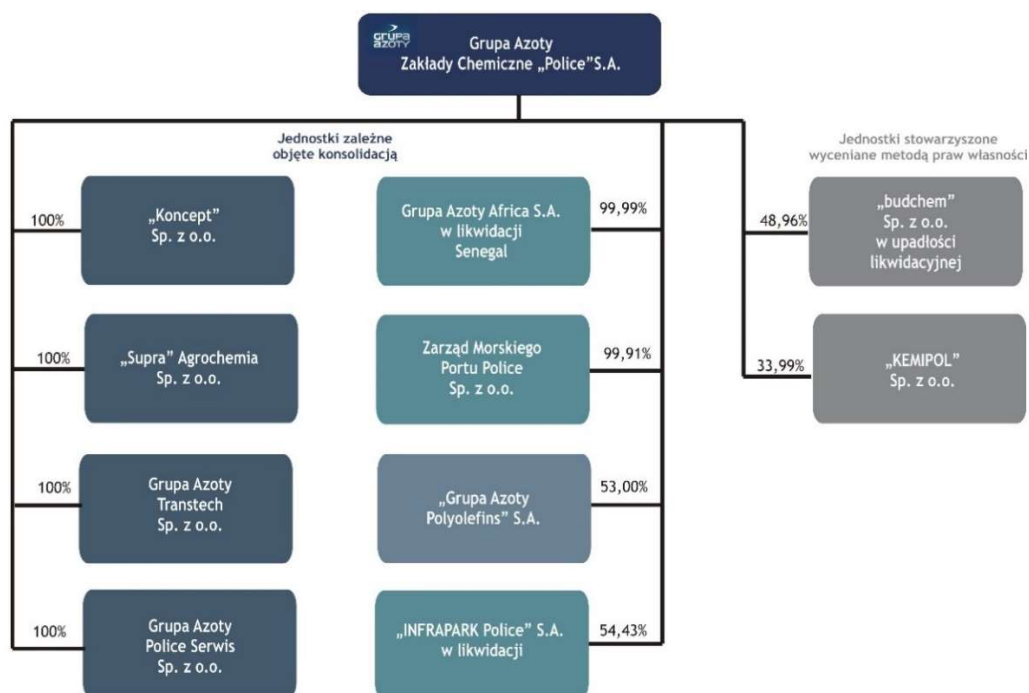 GRUPA
AZOTY
Grupa Azoty
Zakłady Chemiczne „Police”S.A.
Jednostki zależne
objęte konsolidacją
Jednostki stowarzyszone
wyceniane metodą praw własności
100%
„Koncept”
Sp. z o.o.
Grupa Azoty Africa S.A.
w likwidacji
Senegal
99,99%
48,96%
„budchem”
Sp. z o.o.
w upadłości
likwidacyjnej
100%
„Supra” Agrochemia
Sp. z o.o.
Zarząd Morskiego
Portu Police
Sp. z o.o.
99,91%
33,99%
„KEMIPOL”
Sp. z o.o.
100%
Grupa Azoty
Transtech
Sp. z o.o.
„Grupa Azoty
Polyolefins” S.A.
53,00%
100%
Grupa Azoty
Police Serwis
Sp. z o.o.
„INFRAPARK Police” S.A.
w likwidacji
54,43%